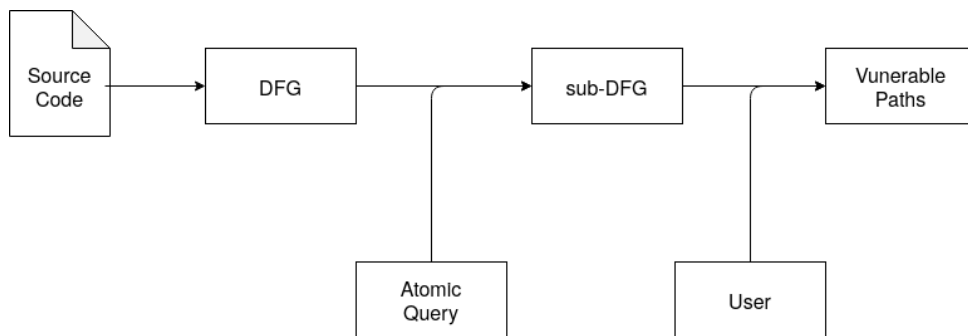 Source
Code
DFG
sub-DFG
Vunerable
Paths
Atomic
Query
User